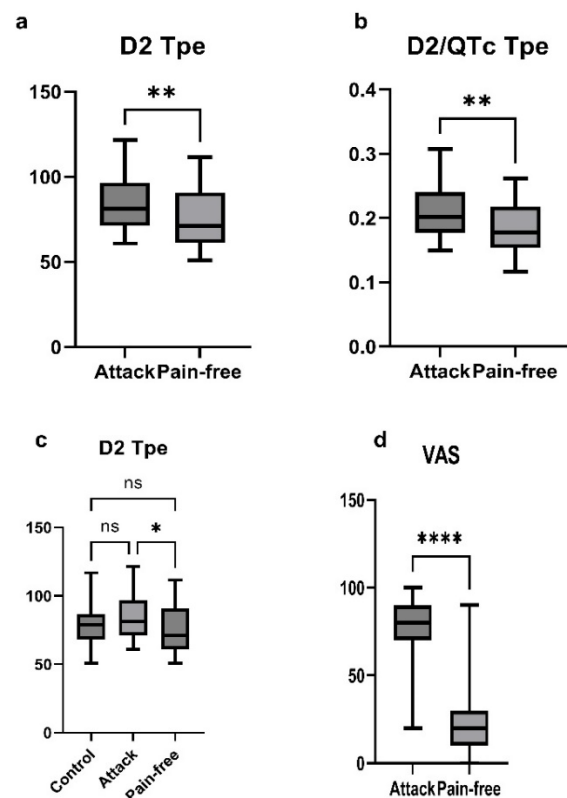 a
D2 Tpe
150
100
50
0
**
Attack Pain-free
b
D2/QTc Tpe
0.4
0.3
0.2
0.1
0.0
**
Attack Pain-free
c
D2 Tpe
150
100
50
0
ns
ns
*
Control
Attack
Pain-free
d
VAS
150
100
50
0
****
Attack Pain-free